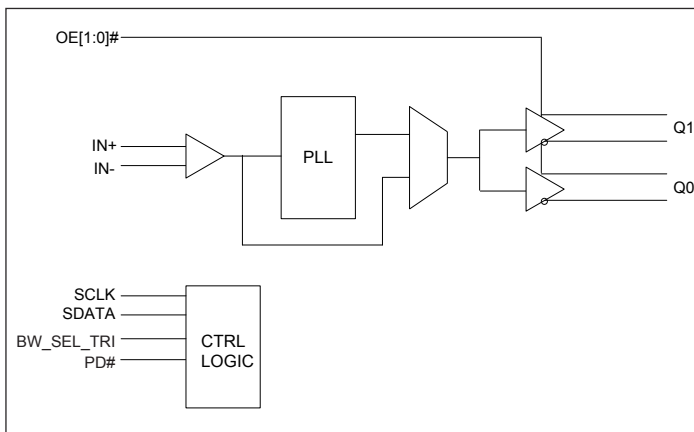 OE[1:0]#
IN+
IN-
PLL
Q1
Q0
SCLK
SDATA
BW_SEL_TRI
PD#
CTRL
LOGIC